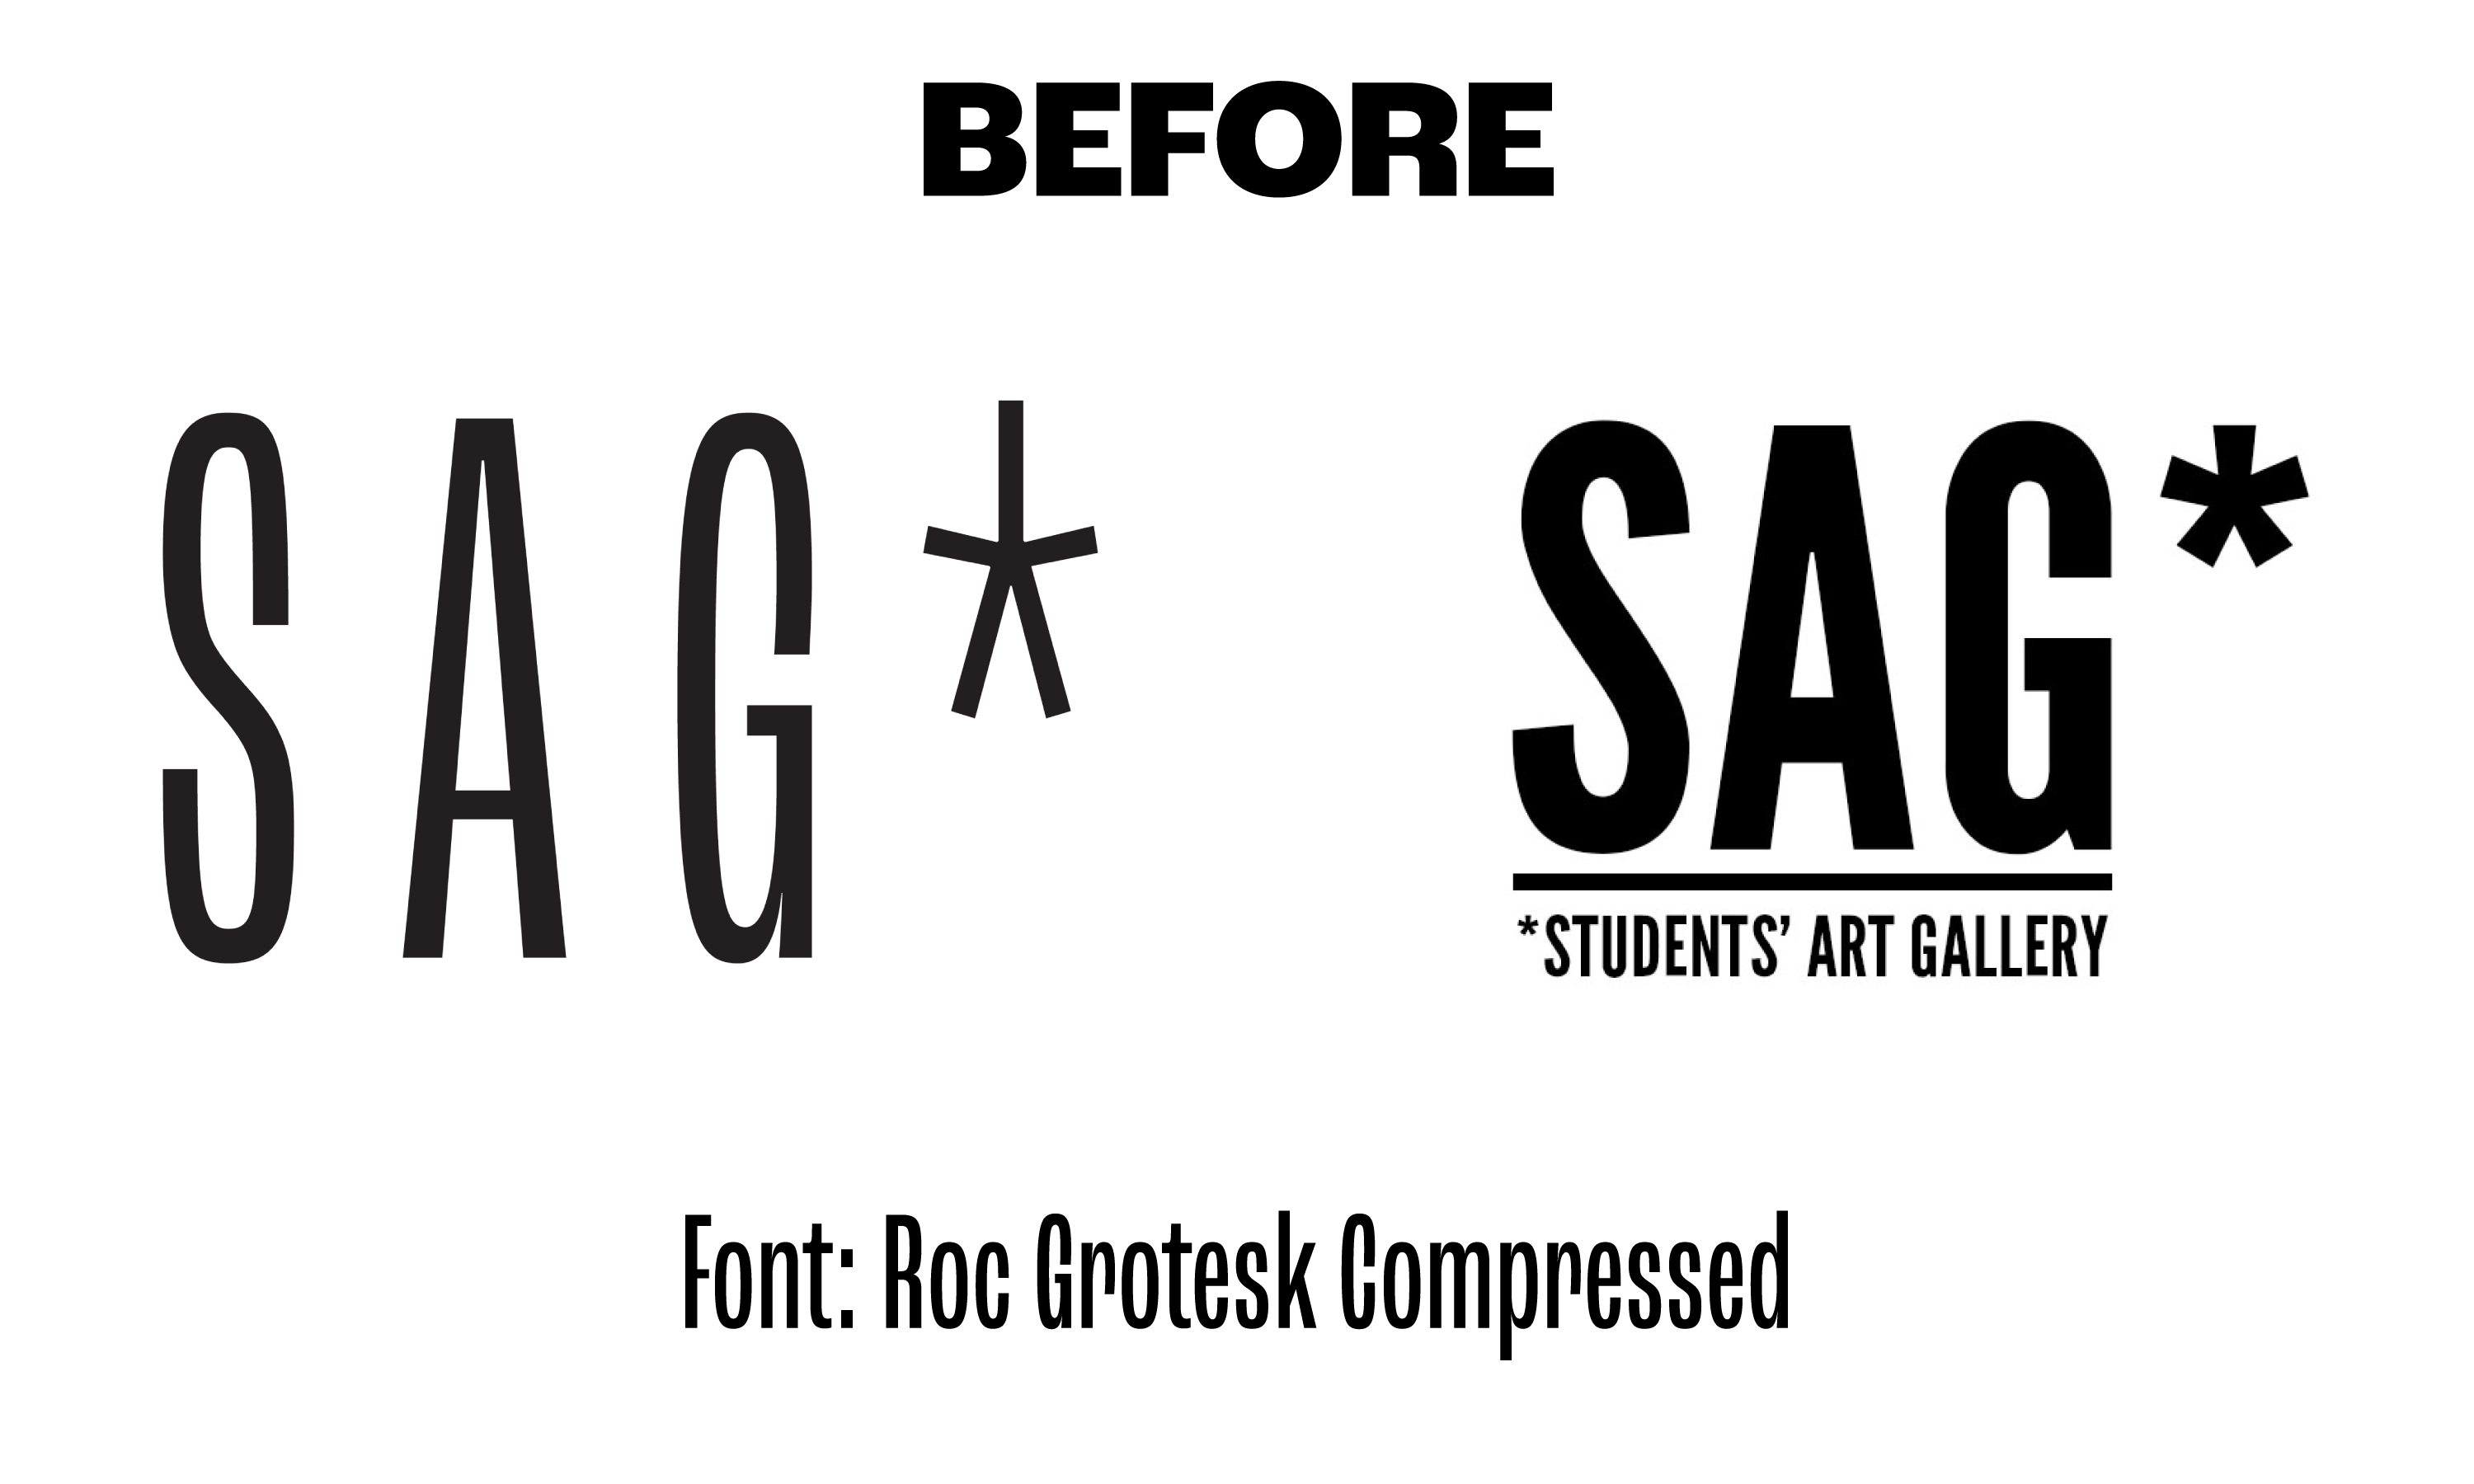 BEFORE
SAG*
SAG*
*STUDENTS’ ART GALLERY
Font: Roc Grotesk Compressed